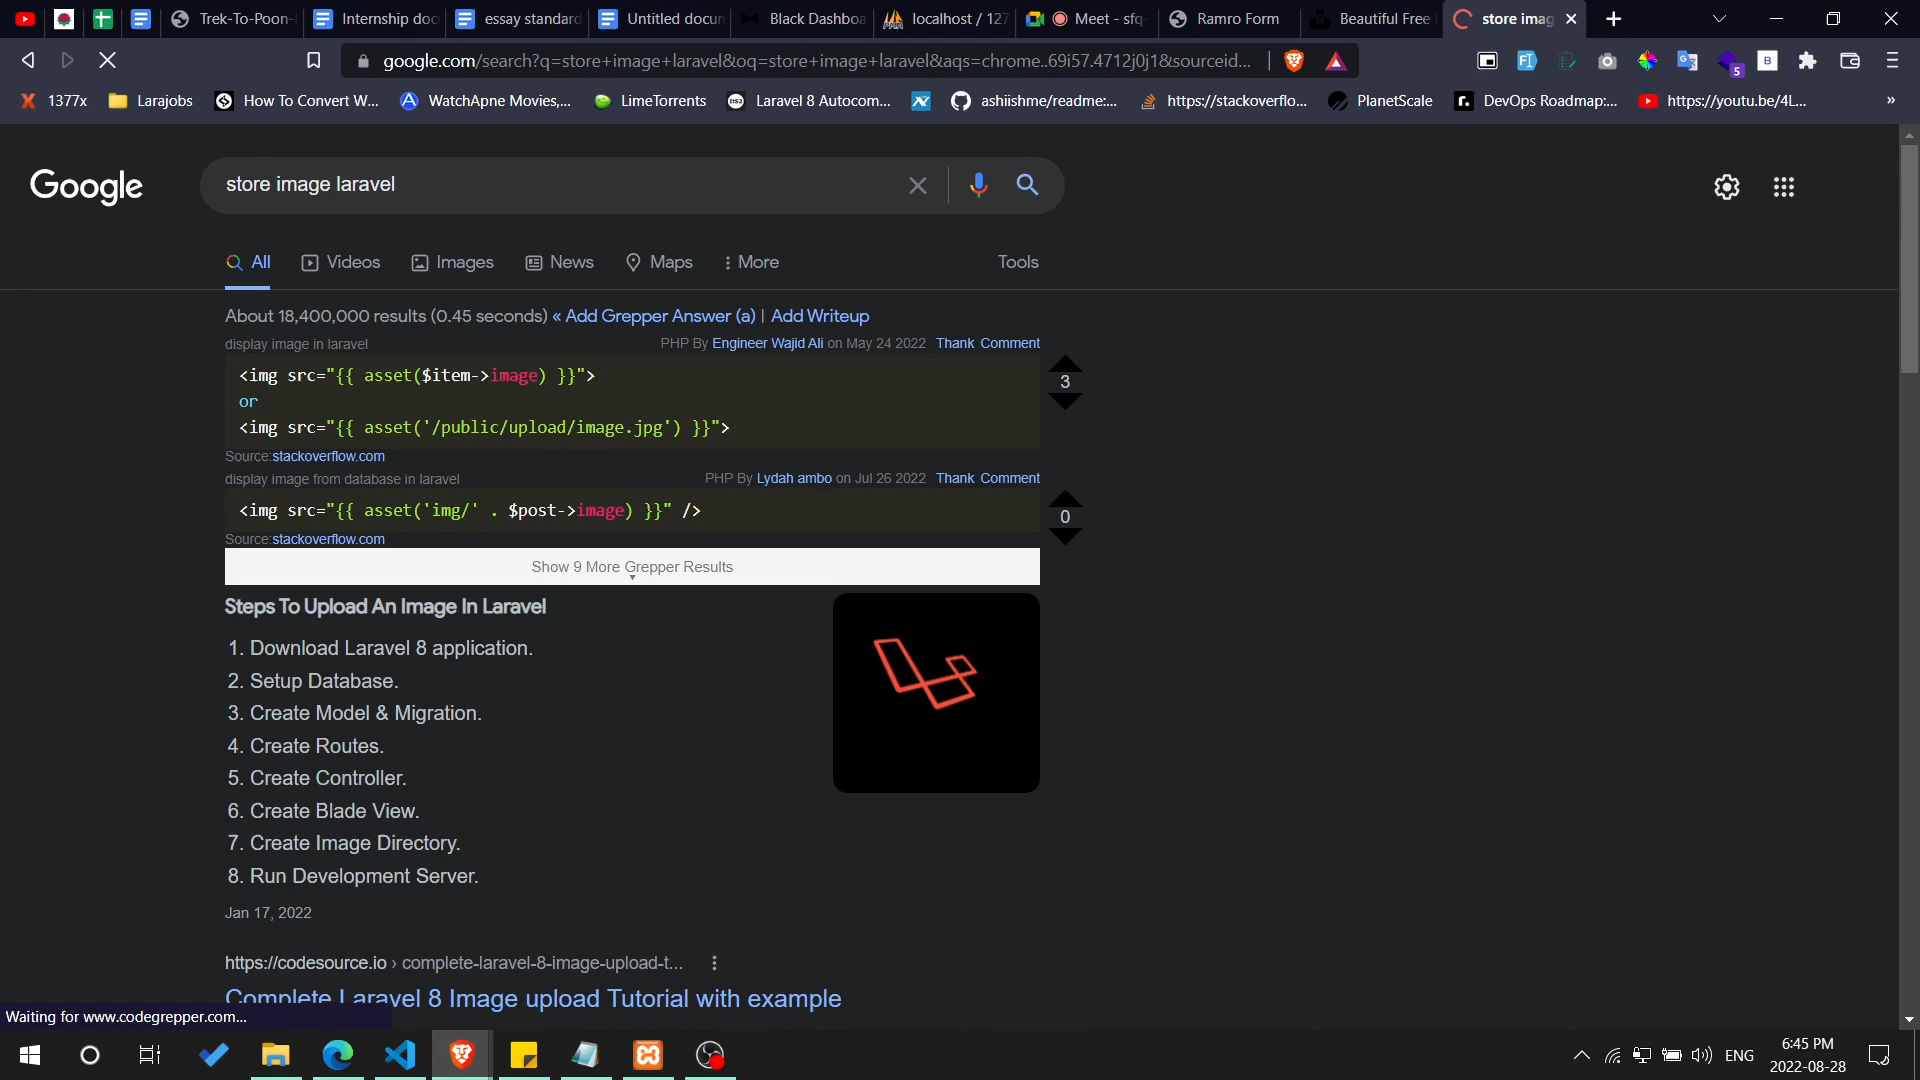 Trek-To-Poon-
Internship doc
essay standard
Untitled docun
Black Dashboa
localhost / 127
Meet - sfq-
Ramro Form
Beautiful Free
store imag
google.com/search?q=store+image+laravel&oq=store+image+laravel&aqs=chrome..69i57.4712j0j1&sourceid...
5
1377x
Larajobs
How To Convert W...
WatchApne Movies,...
LimeTorrents
Laravel 8 Autocom...
ashiishme/readme:...
https://stackoverflo...
PlanetScale
DevOps Roadmap:...
https://youtu.be/4L...
»
Google
store image laravel
All
Videos
Images
News
Maps
More
Tools
About 18,400,000 results (0.45 seconds) « Add Grepper Answer (a) | Add Writeup
display image in laravel
PHP By Engineer Wajid Ali on May 24 2022 Thank Comment
<img src="{{ asset($item->image) }}">
or
<img src="{{ asset('/public/upload/image.jpg') }}">
3
Source:stackoverflow.com
display image from database in laravel
PHP By Lydah ambo on Jul 26 2022 Thank Comment
<img src="{{ asset('img/' . $post->image) }}" />
0
Source:stackoverflow.com
Show 9 More Grepper Results
Steps To Upload An Image In Laravel
1. Download Laravel 8 application.
2. Setup Database.
3. Create Model & Migration.
4. Create Routes.
5. Create Controller.
6. Create Blade View.
7. Create Image Directory.
8. Run Development Server.
Jan 17, 2022
https://codesource.io › complete-laravel-8-image-upload-t...
Complete Laravel 8 Image upload Tutorial with example
Waiting for www.codegrepper.com...
ENG
6:45 PM
2022-08-28